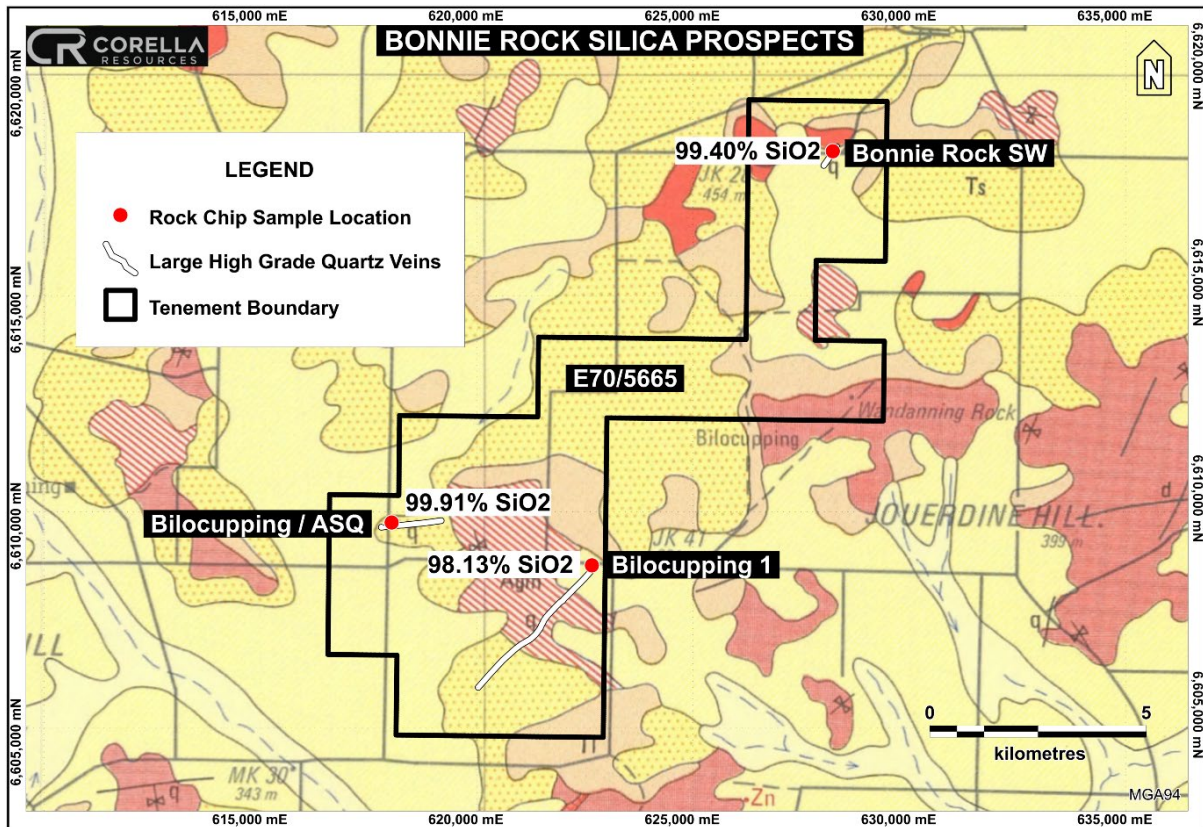 615,000 mE
620,000 mE
625,000 mE
630,000 mE
635,000 mE
CR CORELLA
RESOURCES
BONNIE ROCK SILICA PROSPECTS
N
6,620,000 mN
6,620,000 mN
LEGEND
Rock Chip Sample Location
Large High Grade Quartz Veins
Tenement Boundary
99.40% SiO2
Bonnie Rock SW
q
JK 26
454 m
Ts
6,615,000 mN
6,615,000 mN
E70/5665
Wandanning Rock
Bilocupping
99.91% SiO2
Bilocupping / ASQ
q
6,610,000 mN
6,610,000 mN
JOUERDINE HILL.
399 m
d
JK 41
98.13% SiO2
Bilocupping 1
Agm
q
q
ILL
6,605,000 mN
6,605,000 mN
0
5
kilometres
MK 30
343 m
q
q
Zn
MGA94
615,000 mE
620,000 mE
625,000 mE
630,000 mE
635,000 mE